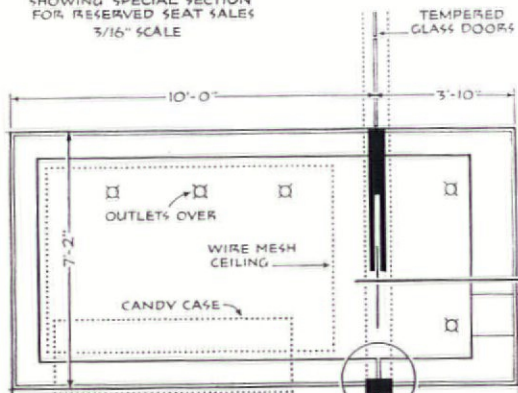 SHOWING SPECIAL SECTION
FOR RESERVED SEAT SALES
3/16" SCALE
TEMPERED
GLASS DOORS
10'-0"
3'-10"
OUTLETS OVER
7'-2"
WIRE MESH
CEILING
CANDY CASE